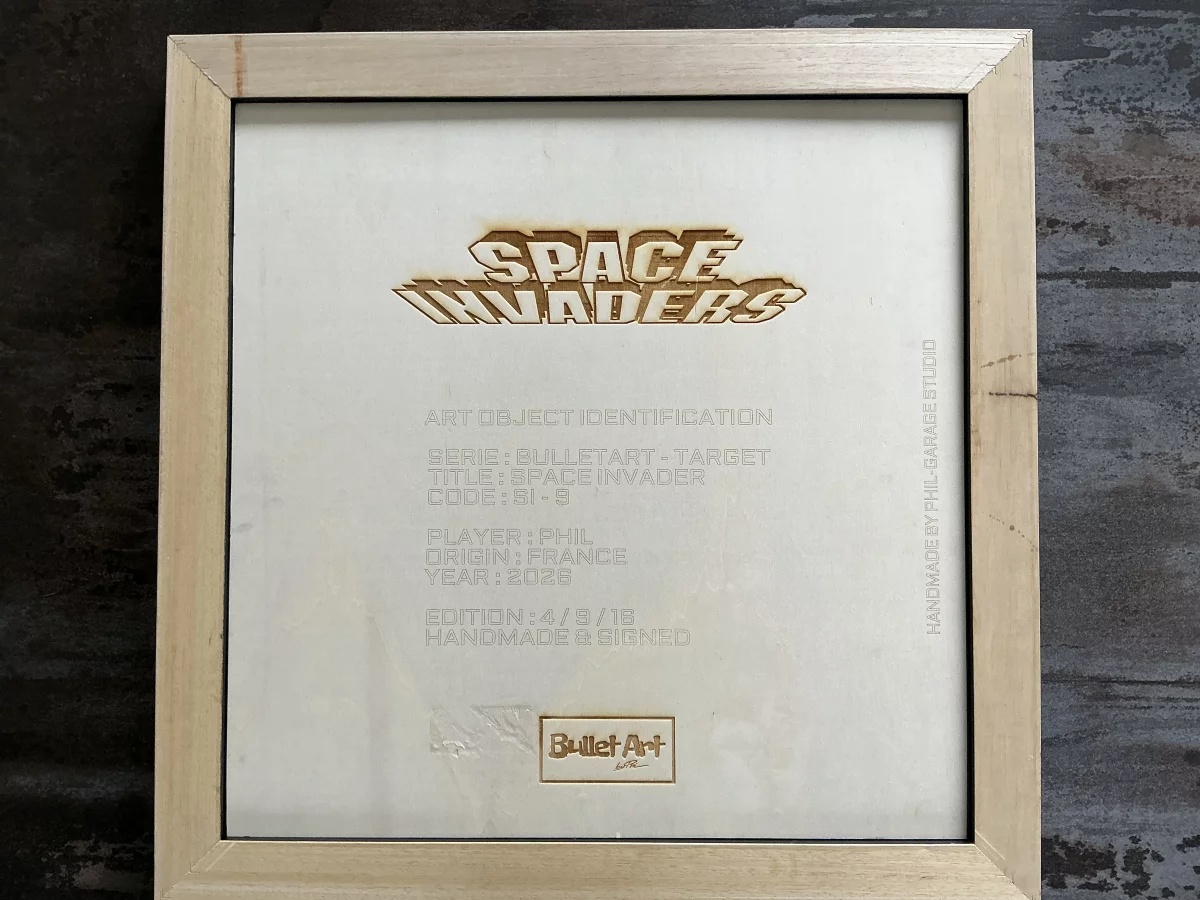 SPACE
INVADERS
ART OBJECT IDENTIFICATION
SERIE : BULLETART - TARGET
TITLE : SPACE INVADER
CODE : SI - 9
PLAYER : PHIL
ORIGIN : FRANCE
YEAR : 2026
EDITION : 4 / 9 / 16
HANDMADE & SIGNED
HANDMADE BY PHIL-GARAGE STUDIO
Bullet Art